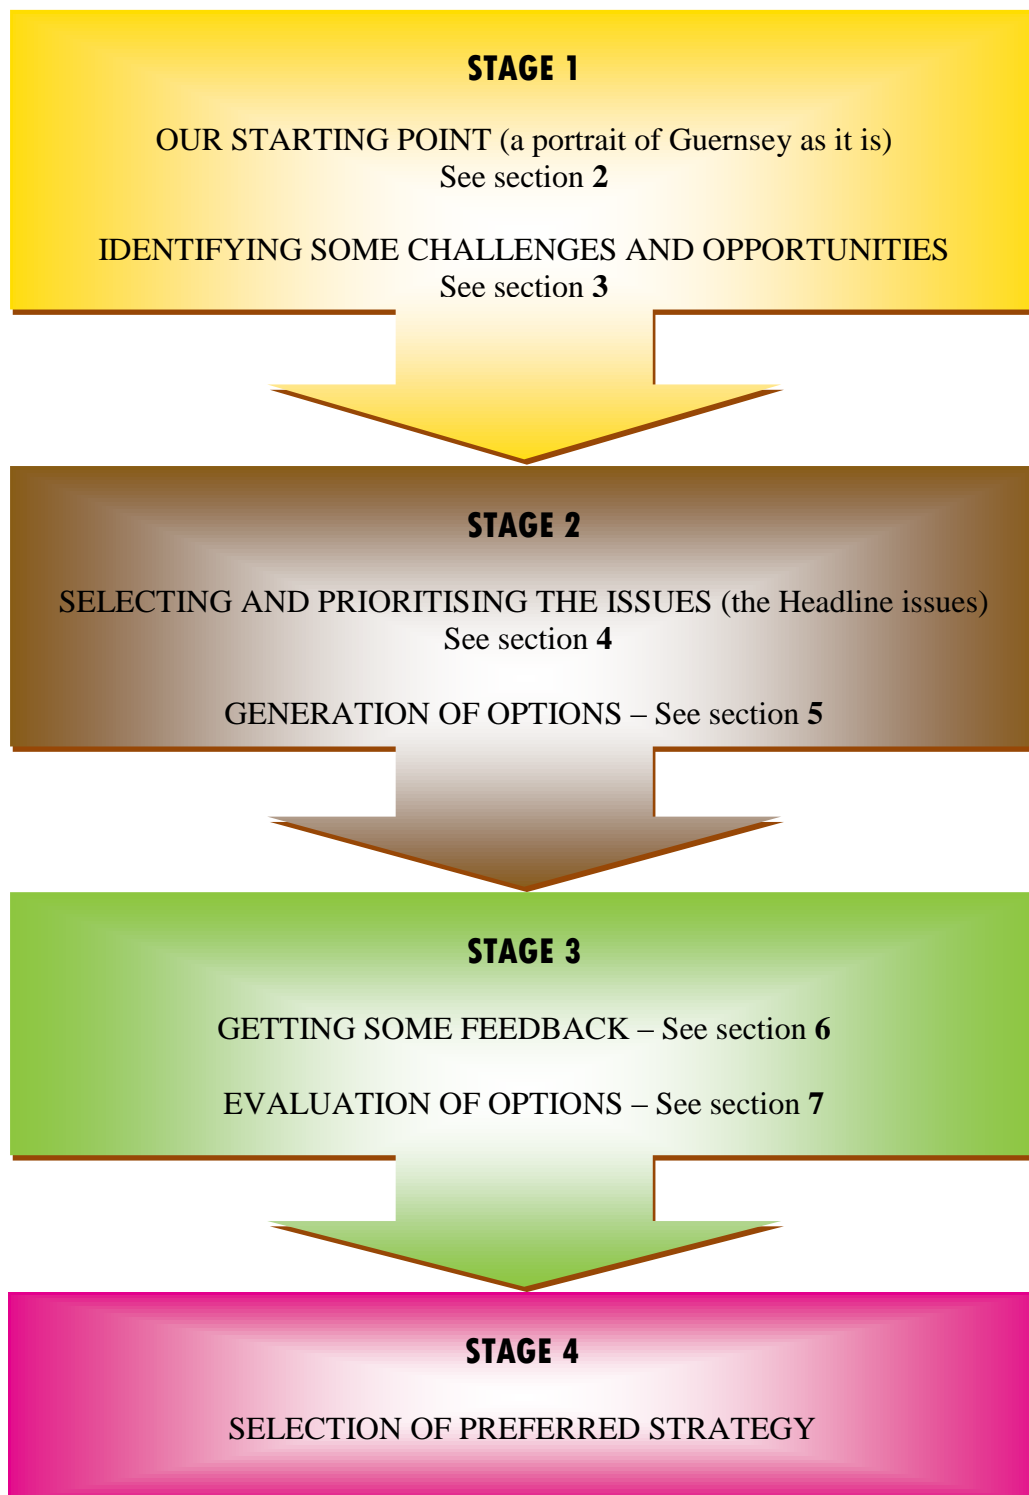 STAGE 1
OUR STARTING POINT (a portrait of Guernsey as it is)
See section 2
IDENTIFYING SOME CHALLENGES AND OPPORTUNITIES
See section 3
STAGE 2
SELECTING AND PRIORITISING THE ISSUES (the Headline issues)
See section 4
GENERATION OF OPTIONS – See section 5
STAGE 3
GETTING SOME FEEDBACK – See section 6
EVALUATION OF OPTIONS – See section 7
STAGE 4
SELECTION OF PREFERRED STRATEGY